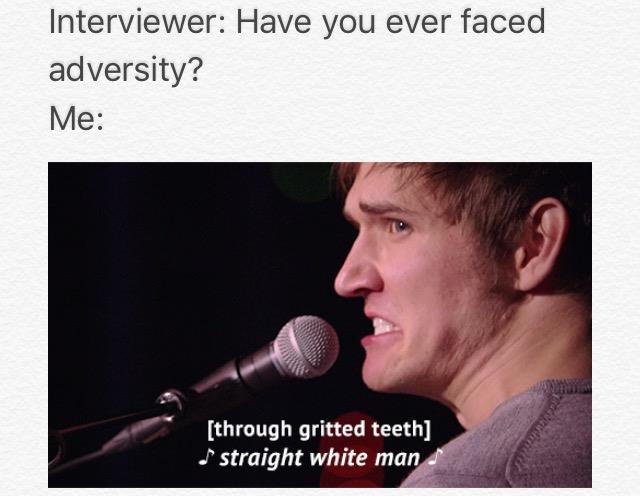 Interviewer: Have you ever faced
adversity?
Me:
[through gritted teeth]
♪ straight white man ♪